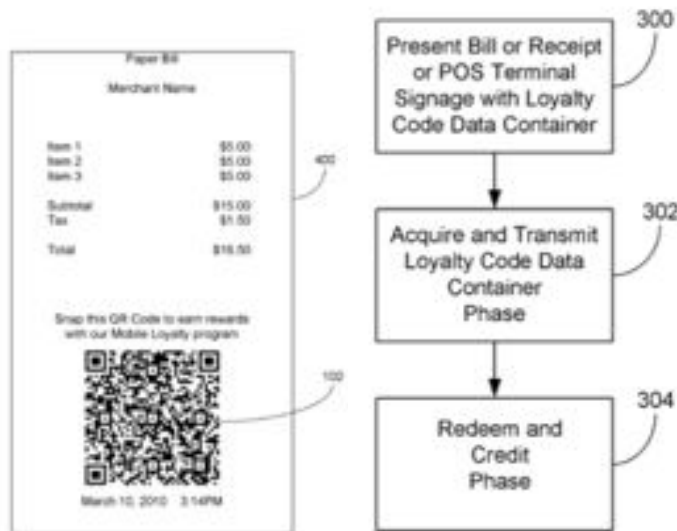 Paper Bill
Merchant Name
Item 1 $5.00
Item 2 $5.00
Item 3 $5.00
Subtotal $15.00
Tax $1.50
Total $16.50
400
Snap this QR Code to earn rewards
with our Mobile Loyalty program
100
March 10, 2010 3:14PM
300
Present Bill or Receipt
or POS Terminal
Signage with Loyalty
Code Data Container
302
Acquire and Transmit
Loyalty Code Data
Container
Phase
304
Redeem and
Credit
Phase